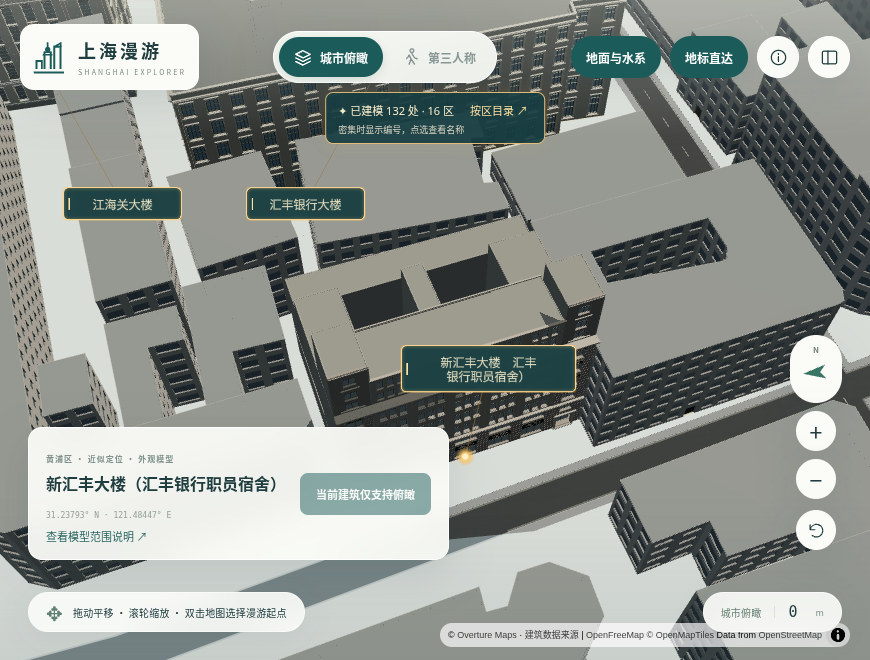 上海漫游
SHANGHAI EXPLORER
城市俯瞰
第三人称
地面与水系
地标直达
✦ 已建模 132 处 · 16 区 按区目录 ↗
密集时显示编号，点选查看名称
江海关大楼
汇丰银行大楼
新汇丰大楼 汇丰
银行职员宿舍）
N
+
−
黄浦区 · 近似定位 · 外观模型
新汇丰大楼（汇丰银行职员宿舍）
当前建筑仅支持俯瞰
31.23793° N · 121.48447° E
查看模型范围说明 ↗
拖动平移 · 滚轮缩放 · 双击地图选择漫游起点
城市俯瞰 0 m
© Overture Maps · 建筑数据来源 | OpenFreeMap © OpenMapTiles Data from OpenStreetMap